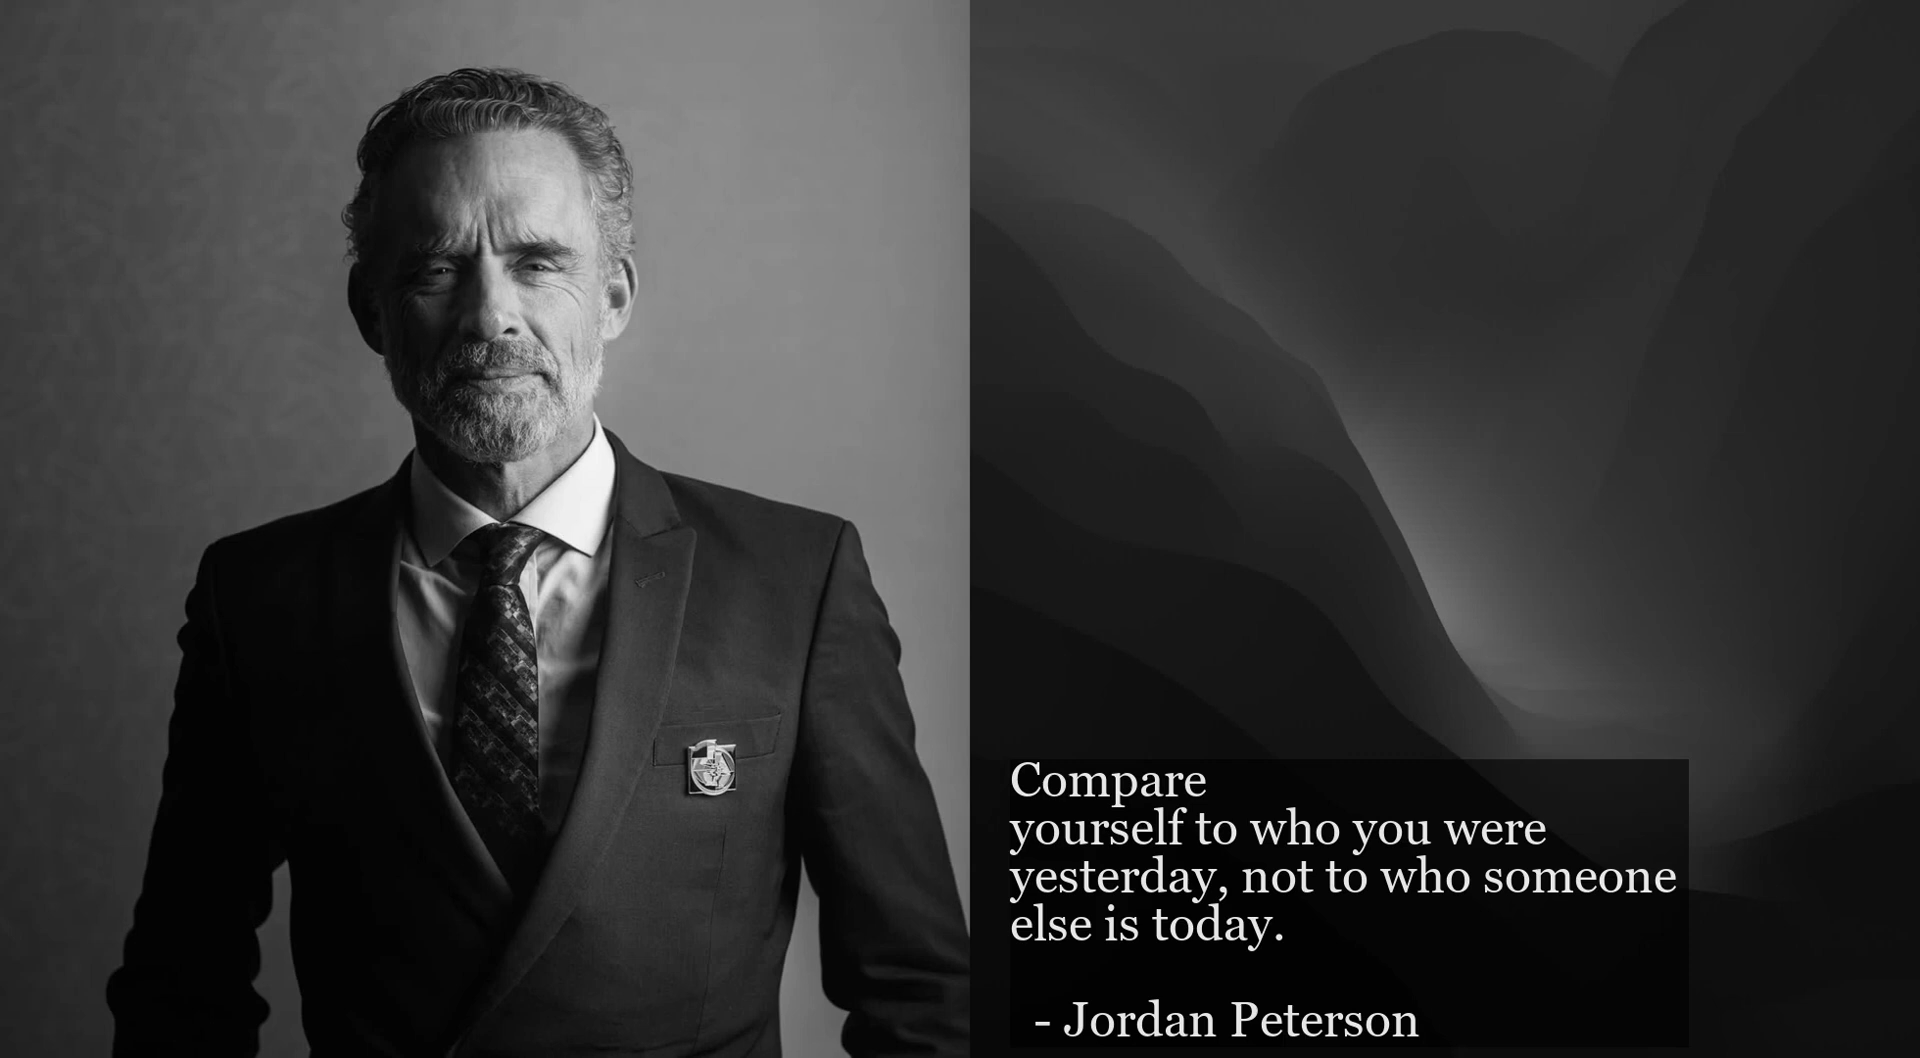 Compare
yourself to who you were
yesterday, not to who someone
else is today.
- Jordan Peterson